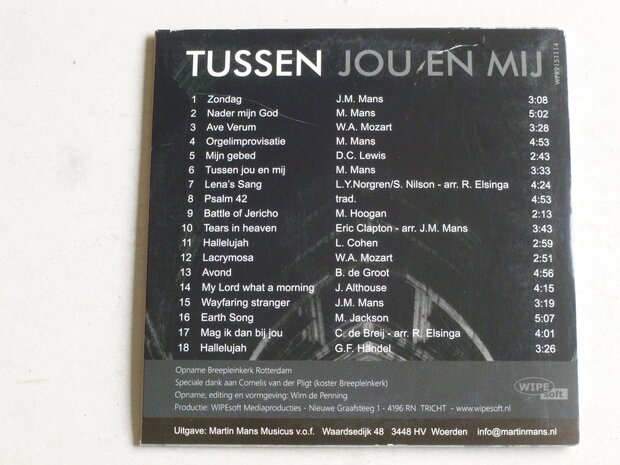 TUSSEN JOU EN MIJ
WPR9151114
1 Zondag J.M. Mans 3:08
2 Nader mijn God M. Mans 5:02
3 Ave Verum W.A. Mozart 3:28
4 Orgelimprovisatie M. Mans 4:53
5 Mijn gebed D.C. Lewis 2:43
6 Tussen jou en mij M. Mans 3:33
7 Lena's Sang L.Y.Norgren/S. Nilson - arr. R. Elsinga 4:24
8 Psalm 42 trad. 4:53
9 Battle of Jericho M. Hoogan 2:13
10 Tears in heaven Eric Clapton - arr. J.M. Mans 3:43
11 Hallelujah L. Cohen 2:59
12 Lacrymosa W.A. Mozart 2:51
13 Avond B. de Groot 4:56
14 My Lord what a morning J. Althouse 4:15
15 Wayfaring stranger J.M. Mans 3:19
16 Earth Song M. Jackson 5:07
17 Mag ik dan bij jou C. de Breij - arr. R. Elsinga 4:01
18 Hallelujah G.F. Händel 3:26
Opname Breepleinkerk Rotterdam
Speciale dank aan Cornelis van der Pligt (koster Breepleinkerk)
Opname, editing en vormgeving: Wim de Penning
Productie: WIPEsoft Mediaproducties - Nieuwe Graafsteeg 1 - 4196 RN TRICHT - www.wipesoft.nl
WIPE
soft
Uitgave: Martin Mans Musicus v.o.f. Waardsedijk 48 3448 HV Woerden info@martinmans.nl